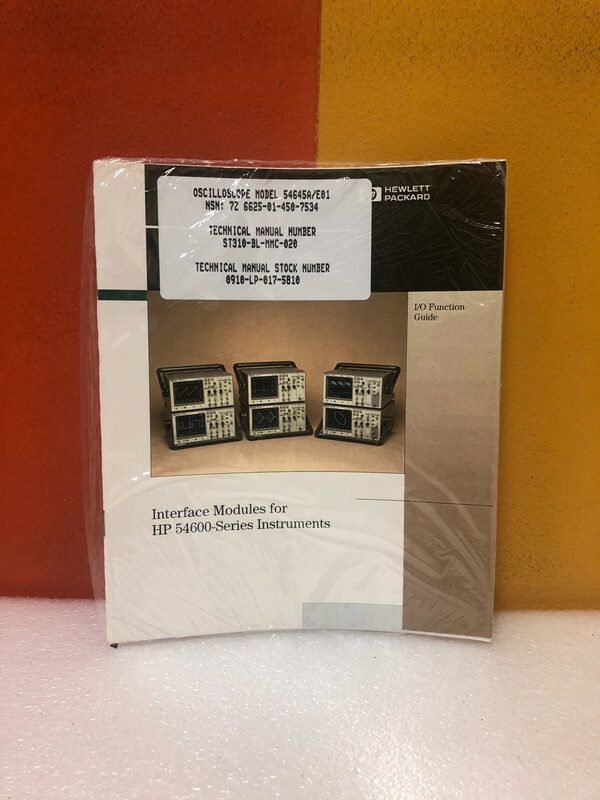 OSCILLOSCOPE MODEL 54645A/E01
NSN: 7Z 6625-01-450-7534
TECHNICAL MANUAL NUMBER
ST310-BL-MMC-020
TECHNICAL MANUAL STOCK NUMBER
0910-LP-017-5810
hp HEWLETT
PACKARD
I/O Function
Guide
Interface Modules for
HP 54600-Series Instruments